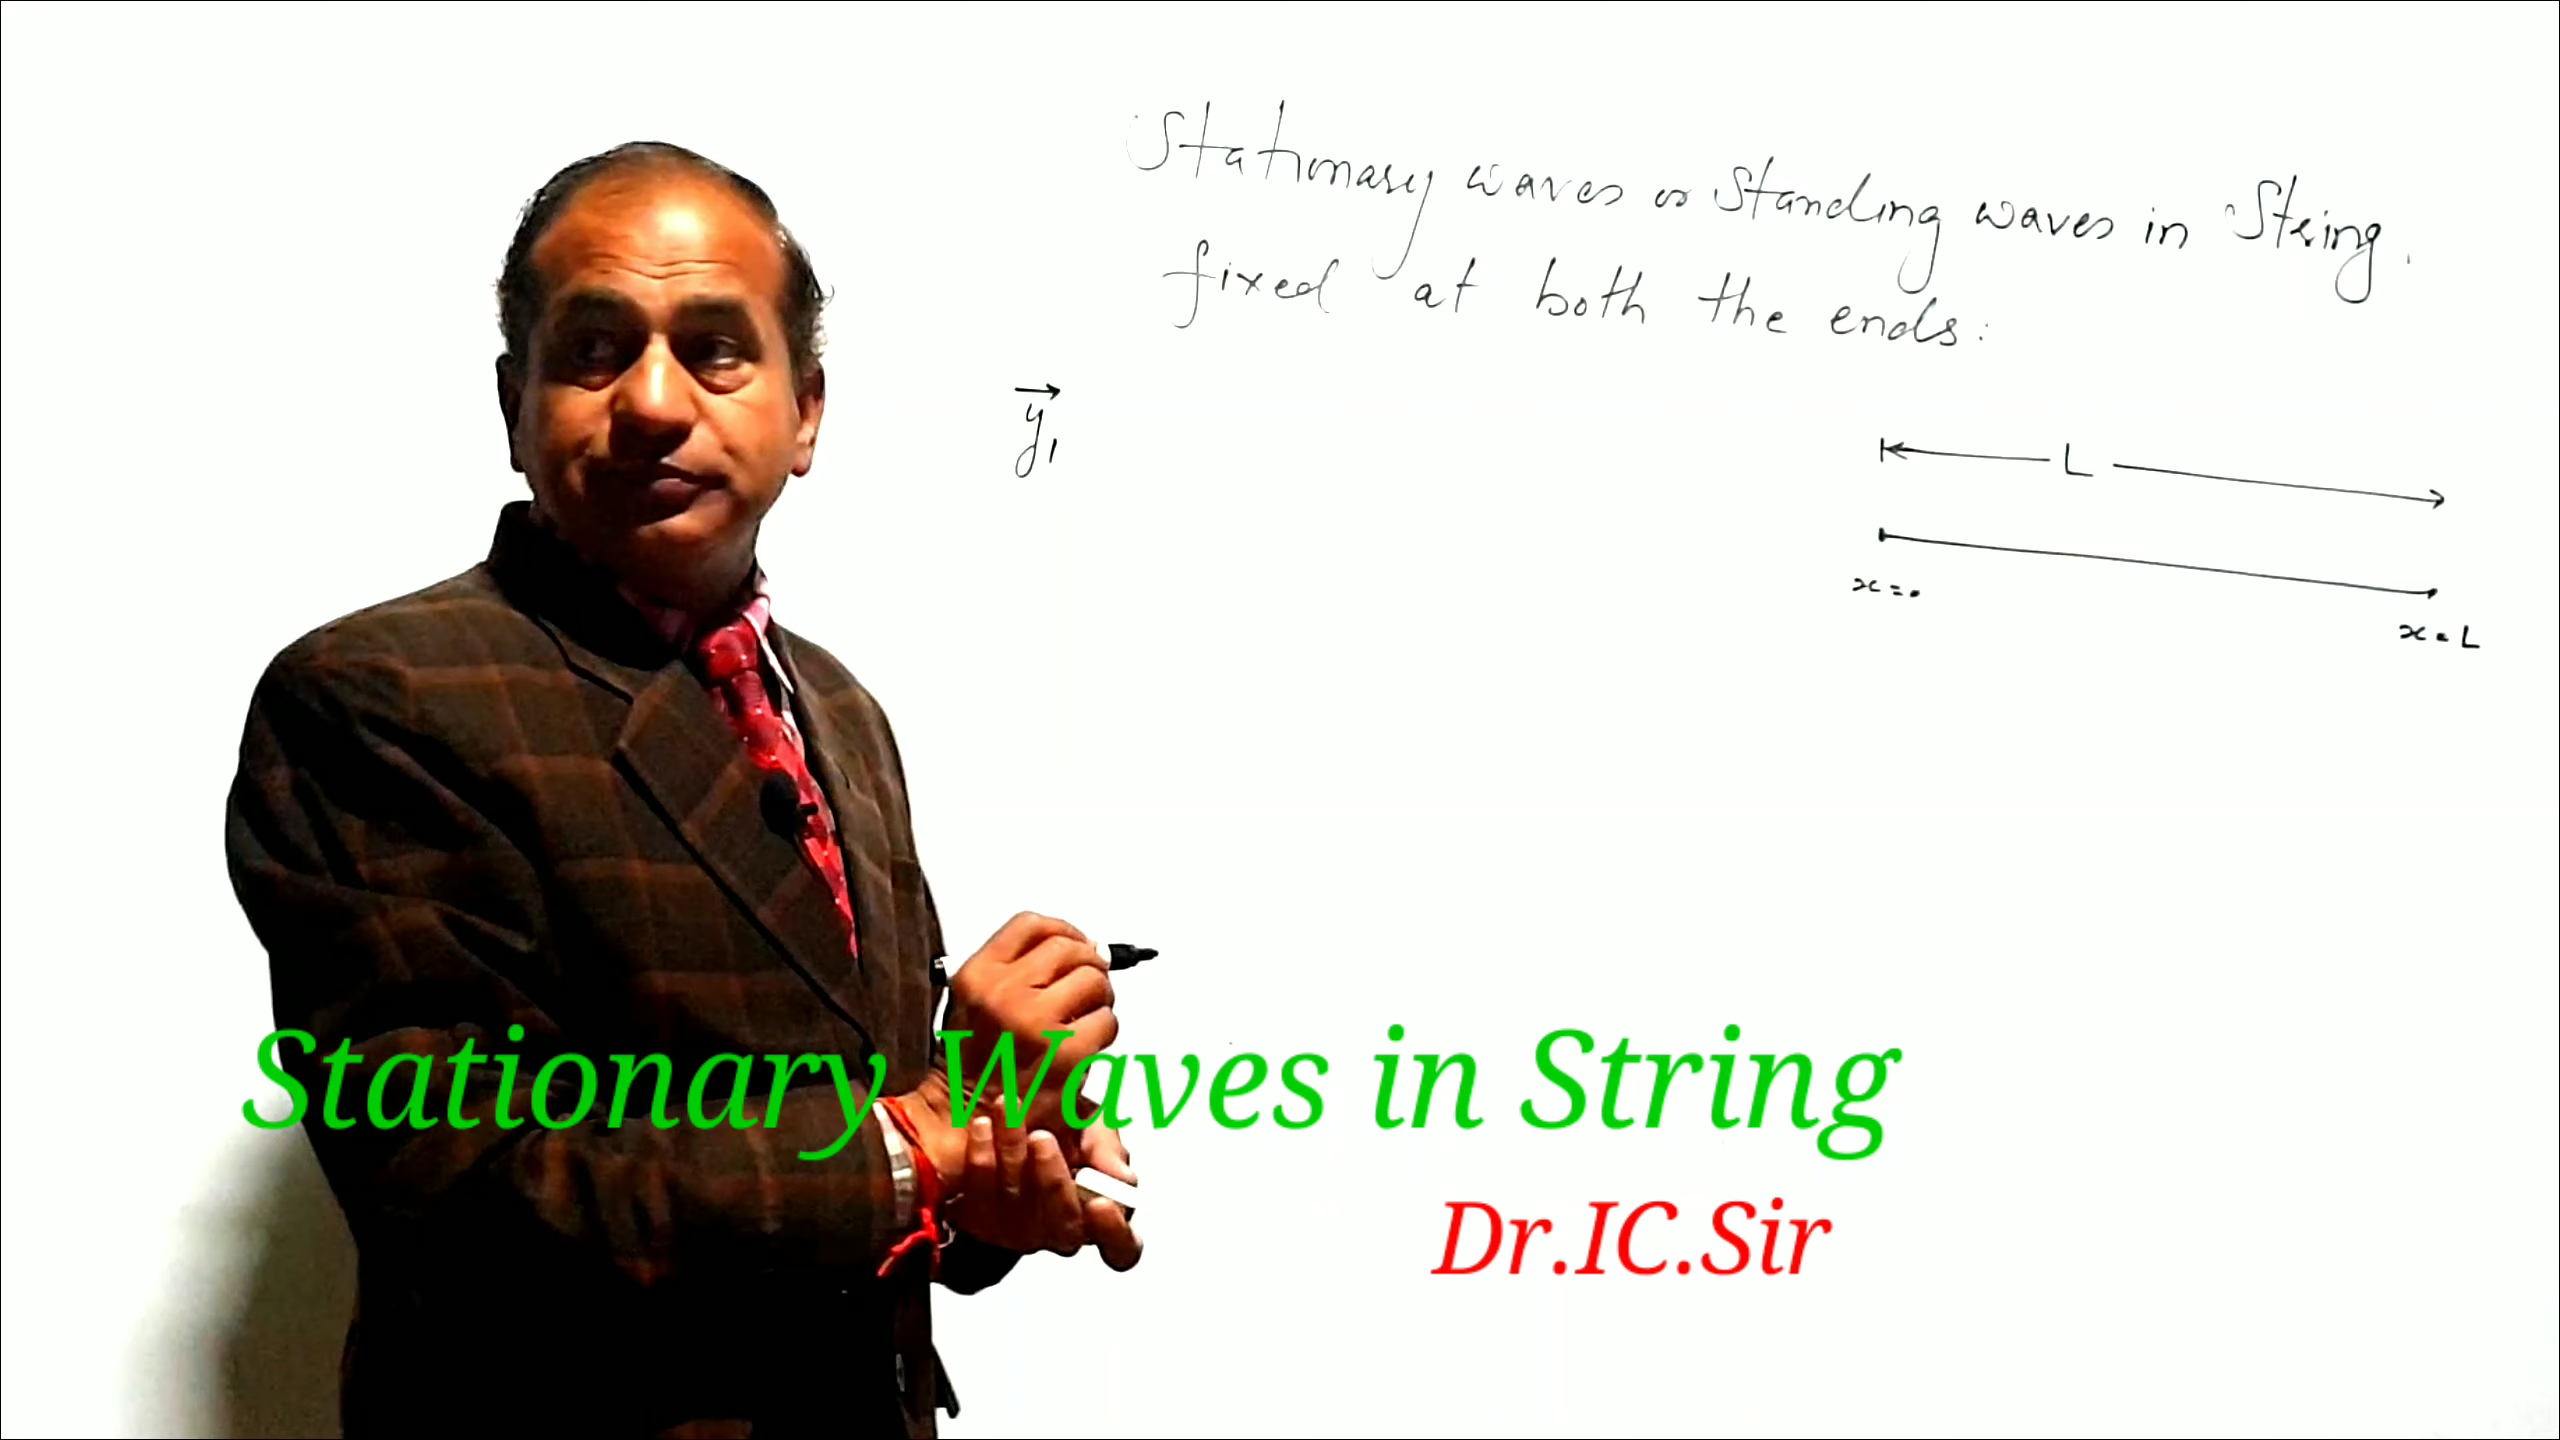 Stationary waves or Standing waves in String
fixed at both the ends:
y⃗₁
L
x=0
x=L
Stationary Waves in String
Dr.IC.Sir